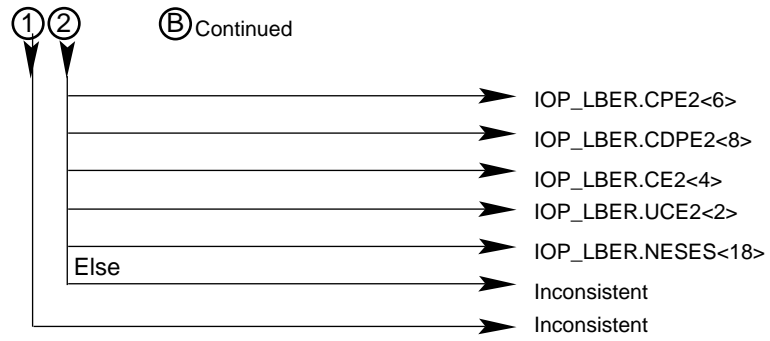 1 2 B Continued
IOP_LBER.CPE2<6>
IOP_LBER.CDPE2<8>
IOP_LBER.CE2<4>
IOP_LBER.UCE2<2>
IOP_LBER.NESES<18>
Else
Inconsistent
Inconsistent